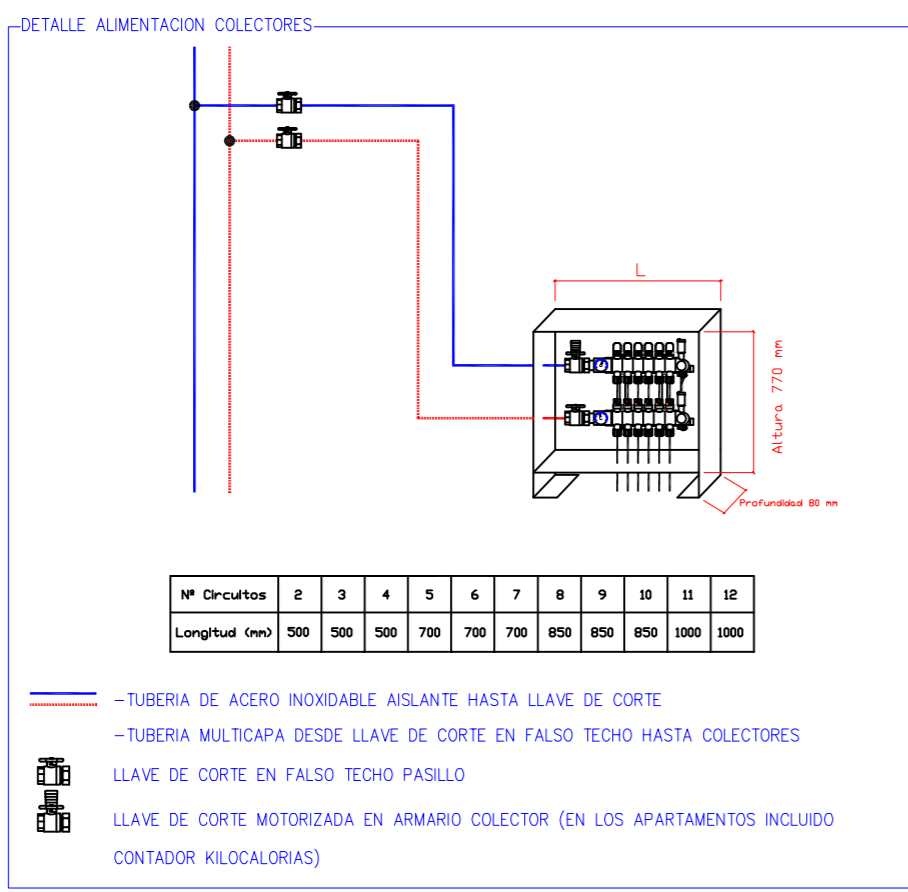 DETALLE ALIMENTACION COLECTORES
L
Altura 770 mm
Profundidad 80 mm
Nº Circuitos 2 3 4 5 6 7 8 9 10 11 12
Longitud (mm) 500 500 500 700 700 700 850 850 850 1000 1000
-TUBERIA DE ACERO INOXIDABLE AISLANTE HASTA LLAVE DE CORTE
-TUBERIA MULTICAPA DESDE LLAVE DE CORTE EN FALSO TECHO HASTA COLECTORES
LLAVE DE CORTE EN FALSO TECHO PASILLO
LLAVE DE CORTE MOTORIZADA EN ARMARIO COLECTOR (EN LOS APARTAMENTOS INCLUIDO
CONTADOR KILOCALORIAS)